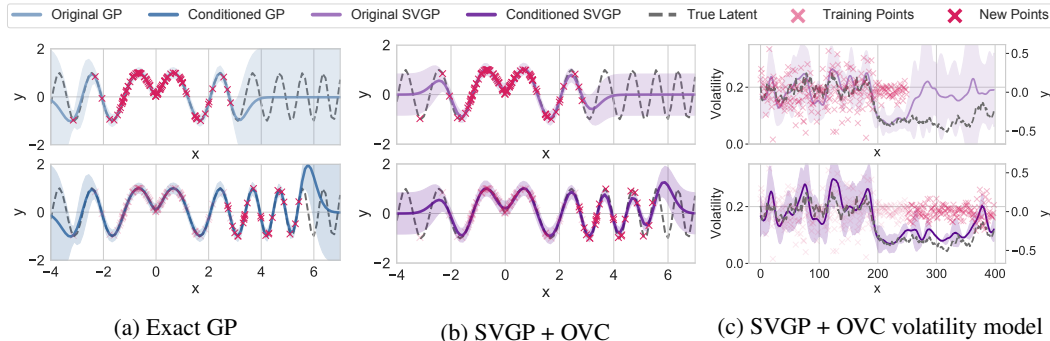 Original GP Conditioned GP Original SVGP Conditioned SVGP True Latent Training Points New Points
2
0
−2
y
x
2
0
−2
y
−4 −2 0 2 4 6
x
2
0
2
y
x
2
0
−2
y
−4 −2 0 2 4 6
x
Volatility
0.2
0.0
0.5
0.0
−0.5
y
x
Volatility
0.2
0.0
0.5
0.0
−0.5
y
0 100 200 300 400
x
(a) Exact GP
(b) SVGP + OVC
(c) SVGP + OVC volatility model